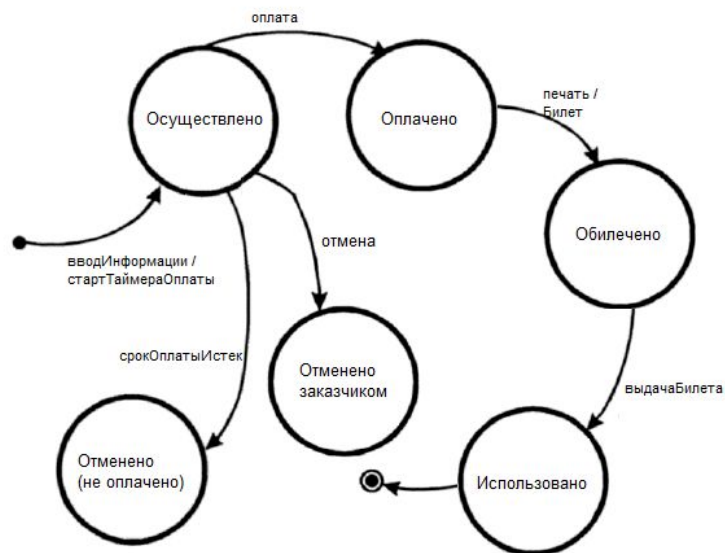 оплата
Осуществлено
Оплачено
печать /
Билет
Обилечено
вводИнформации /
стартТаймераОплаты
отмена
срокОплатыИстек
Отменено
заказчиком
выдачаБилета
Отменено
(не оплачено)
Использовано